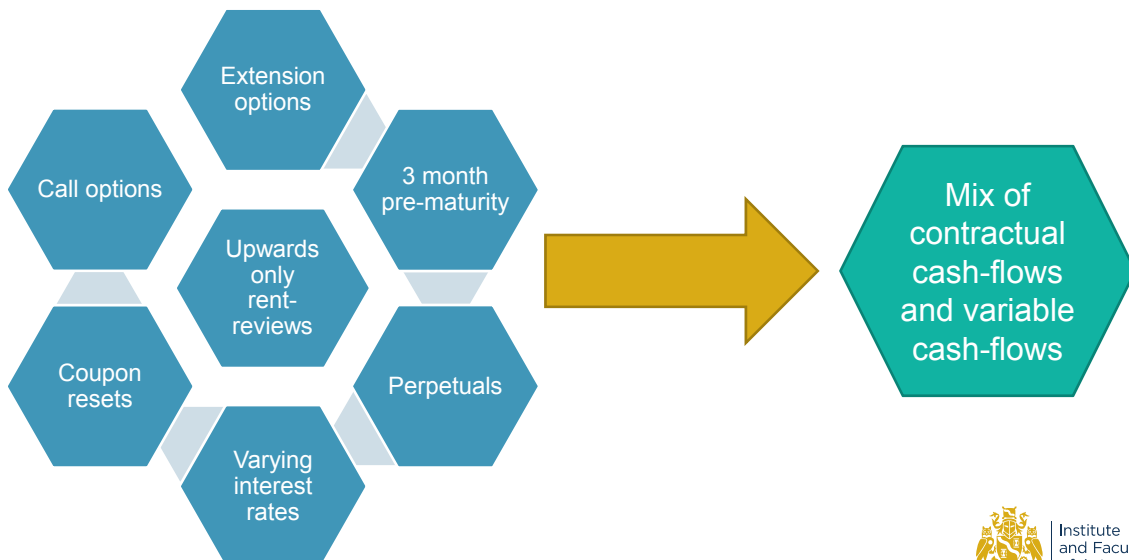 Extension
options
Call options
3 month
pre-maturity
Upwards
only
rent-
reviews
Coupon
resets
Perpetuals
Varying
interest
rates
Mix of
contractual
cash-flows
and variable
cash-flows
Institute
and